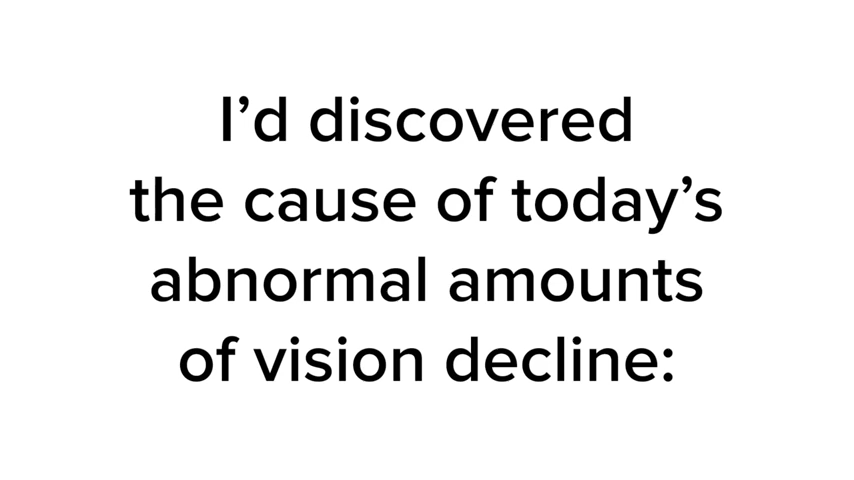 I’d discovered
the cause of today’s
abnormal amounts
of vision decline: